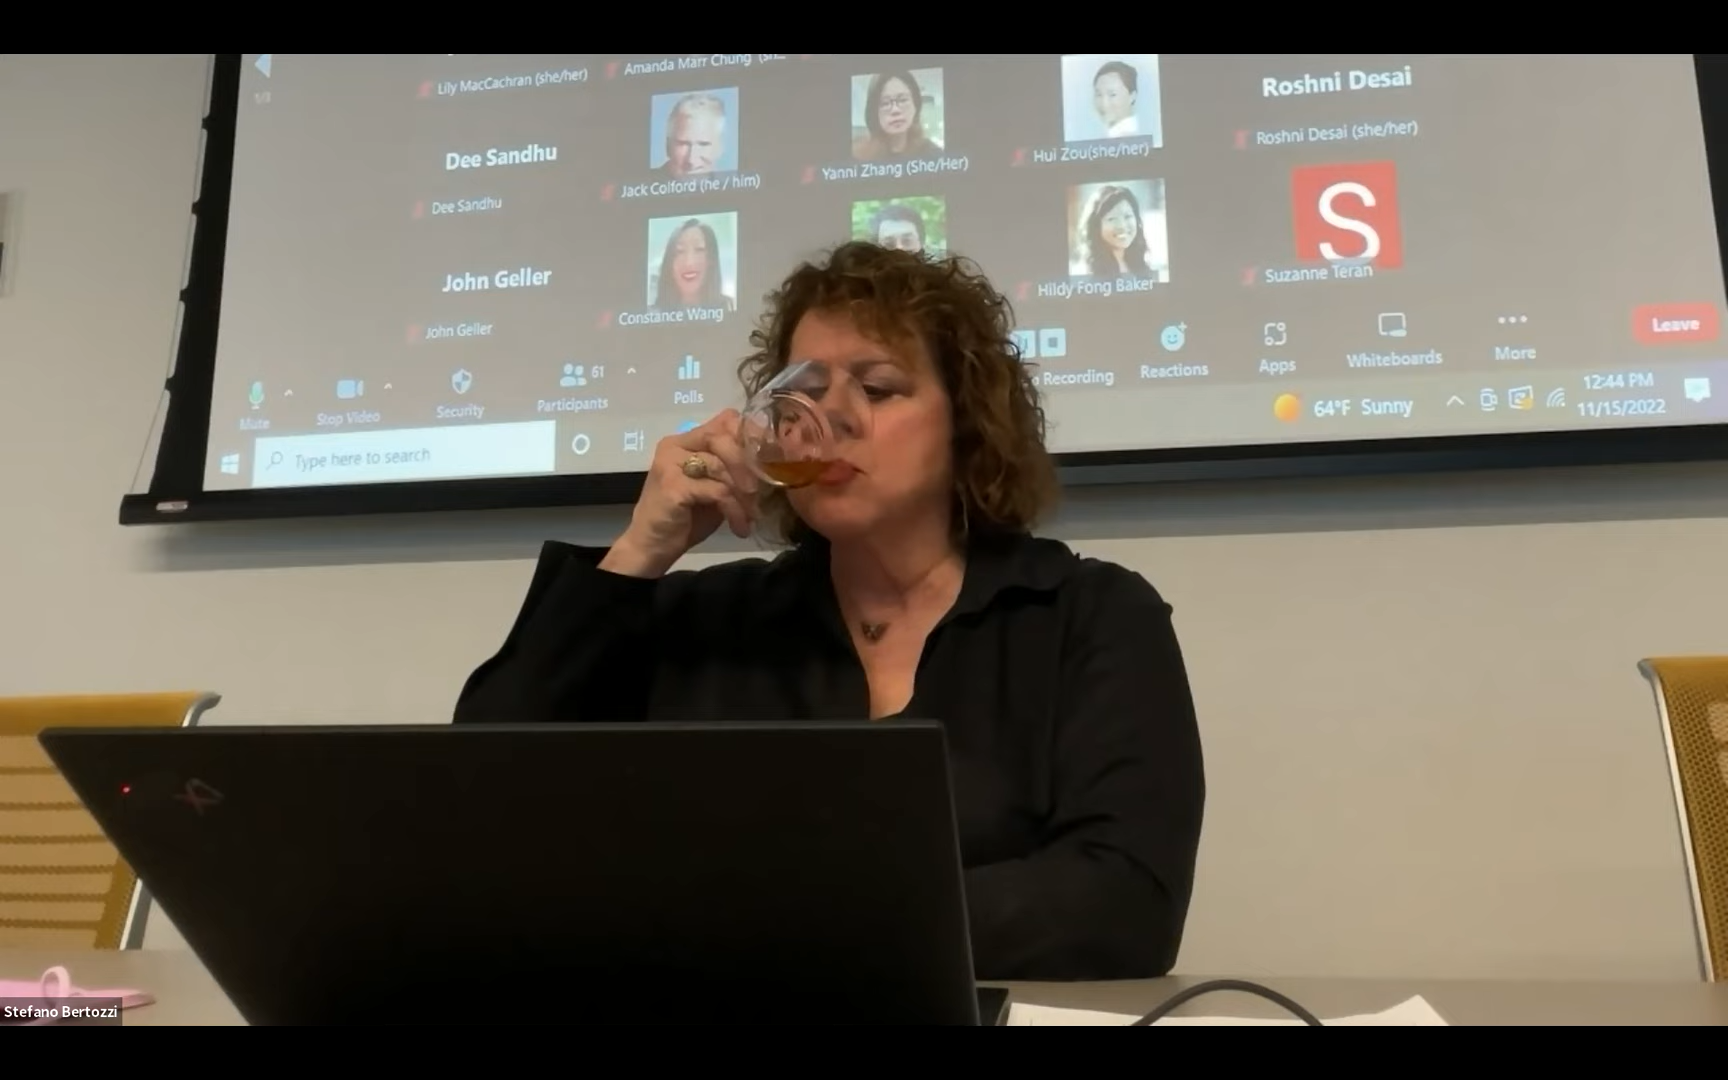 1/3
Lily MacCachran (she/her)
Amanda Marr Chung (sh...
Roshni Desai
Dee Sandhu
Jack Colford (he / him)
Yanni Zhang (She/Her)
Hui Zou(she/her)
Roshni Desai (she/her)
Dee Sandhu
S
John Geller
Constance Wang
Hildy Fong Baker
Suzanne Teran
John Geller
Mute
Stop Video
Security
61
Participants
Polls
Recording
Reactions
Apps
Whiteboards
More
Leave
Type here to search
64°F Sunny
12:44 PM
11/15/2022
Stefano Bertozzi